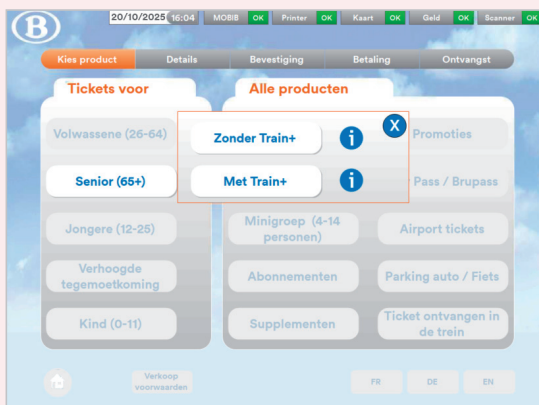 B
20/10/2025 16:04 MOBIB OK Printer OK Kaart OK Geld OK Scanner OK
Kies product Details Bevestiging Betaling Ontvangst
Tickets voor
Alle producten
Volwassene (26-64)
Zonder Train+ i X
Promoties
Senior (65+)
Met Train+ i
Pass / Brupass
Jongere (12-25)
Minigroep (4-14
personen)
Airport tickets
Verhoogde
tegemoetkoming
Abonnementen
Parking auto / Fiets
Kind (0-11)
Supplementen
Ticket ontvangen in
de trein
Verkoop
voorwaarden
FR DE EN